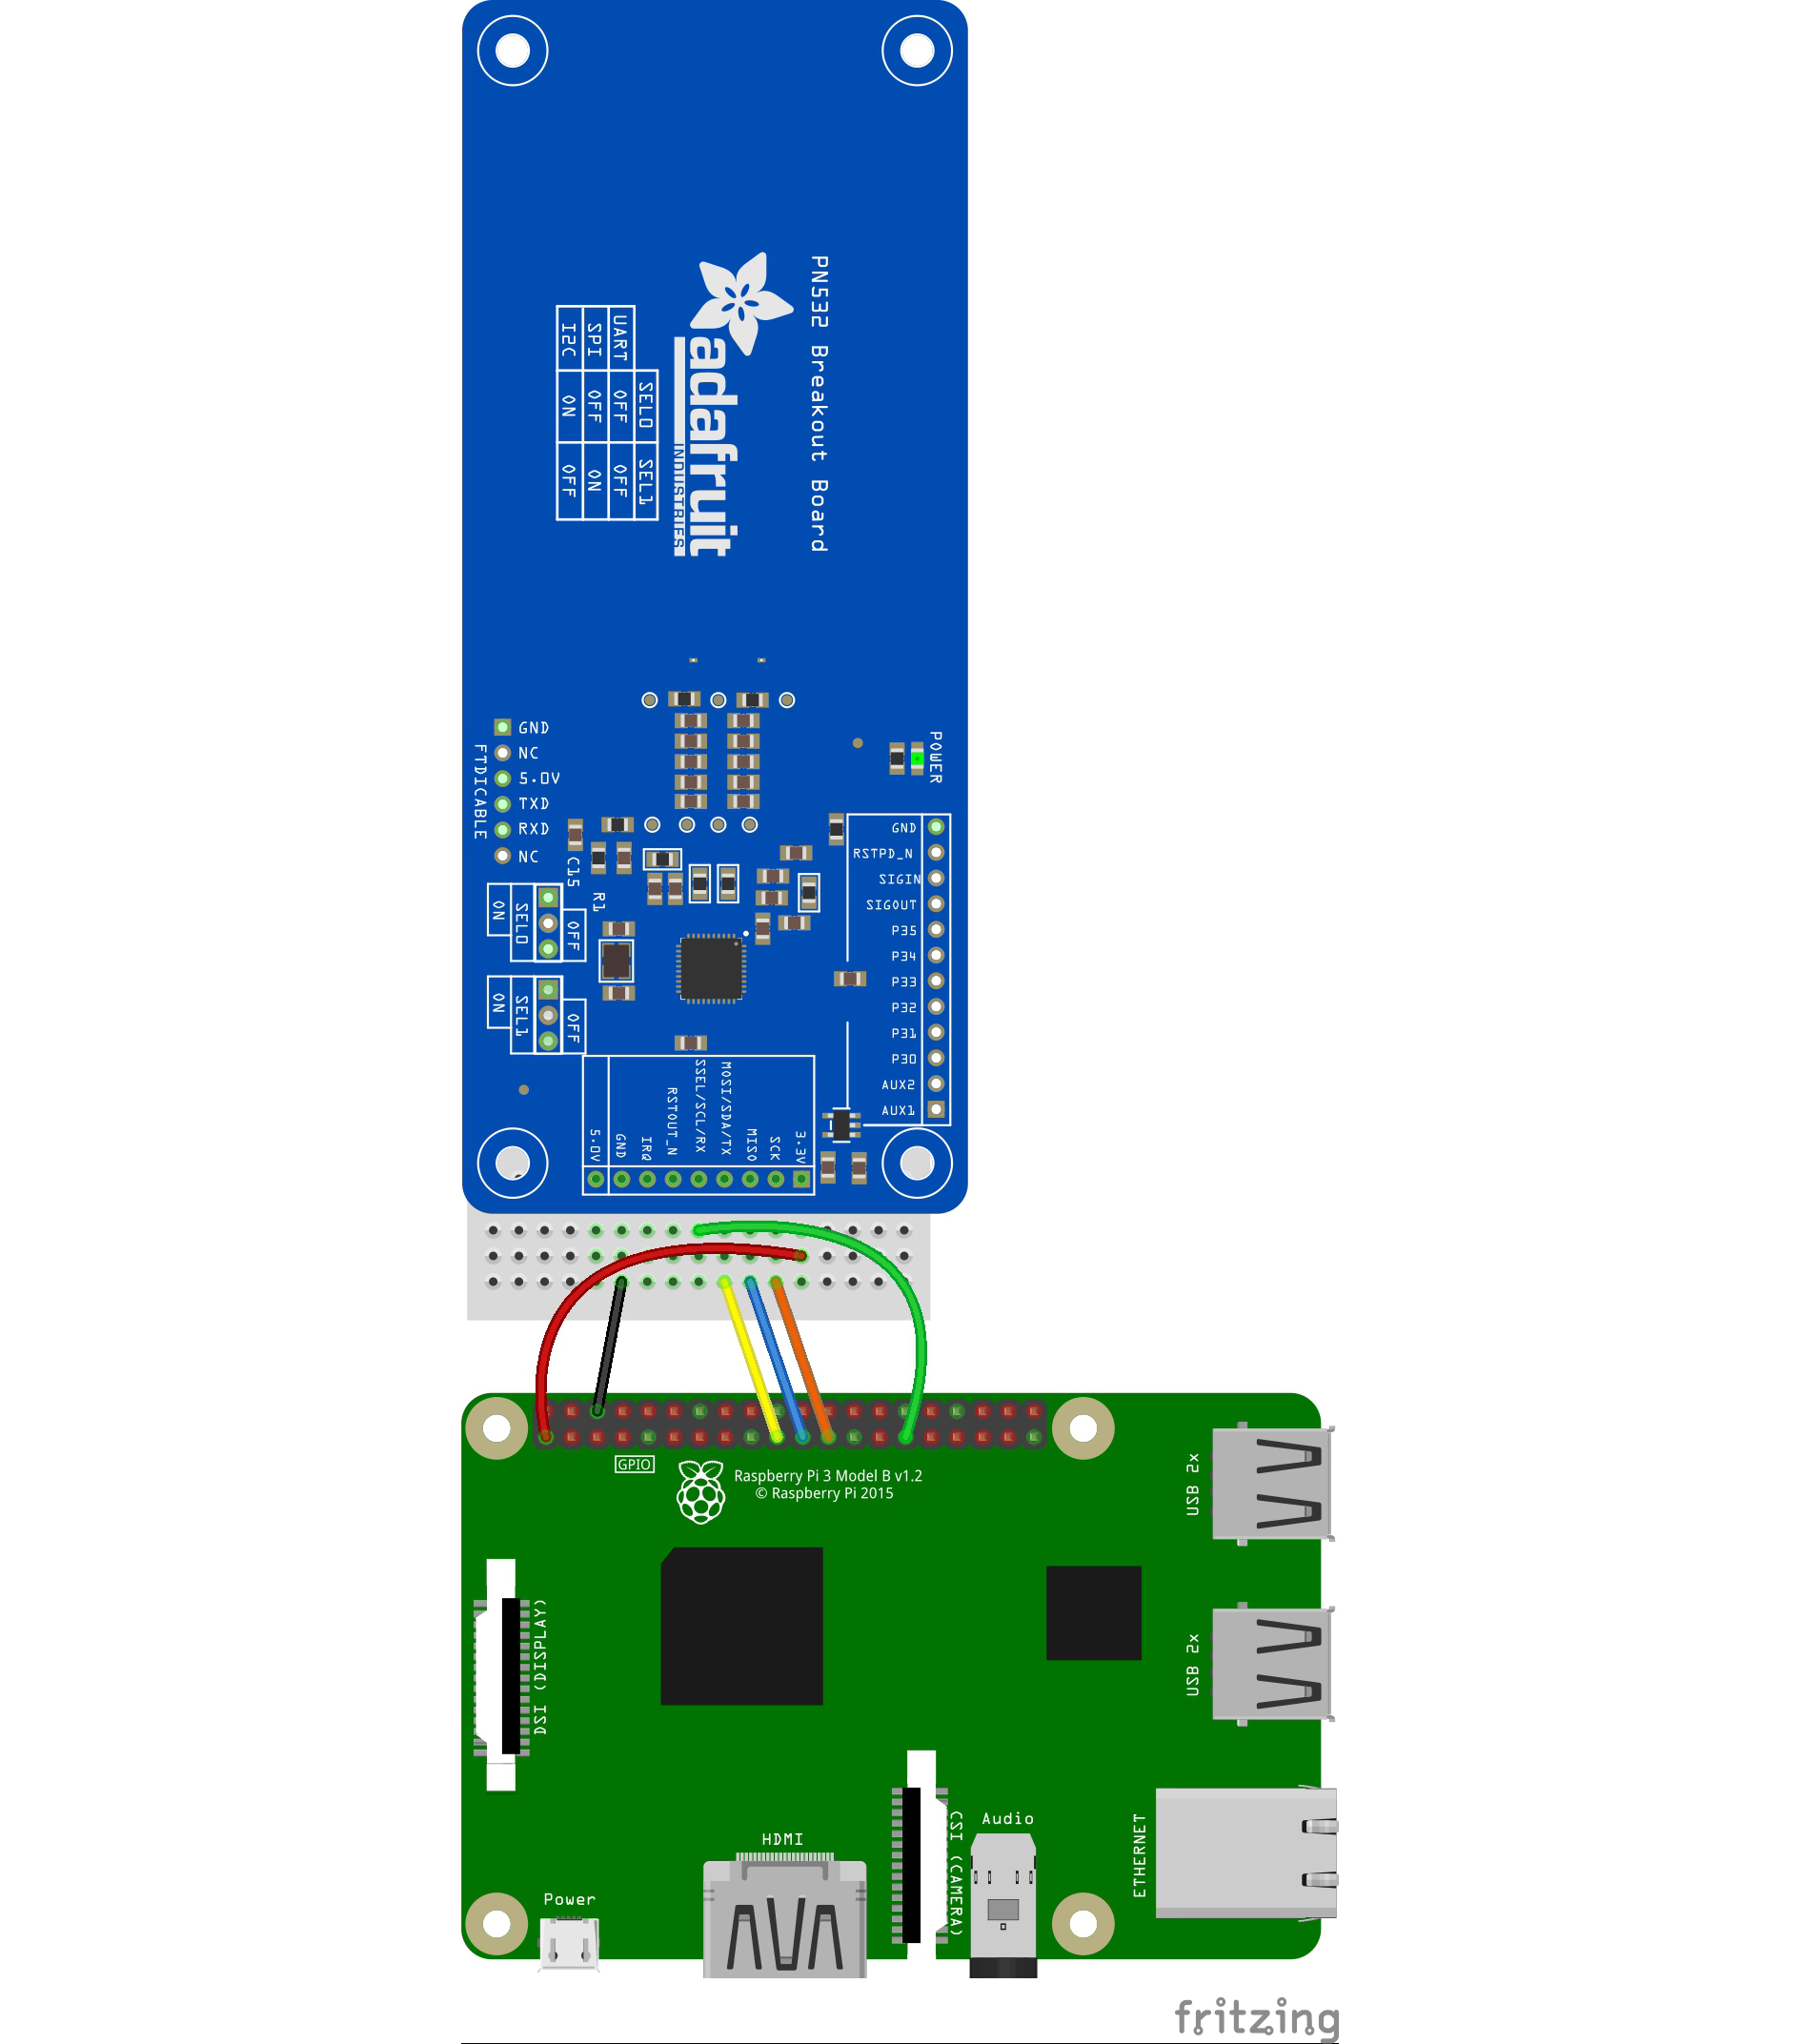 PN532 Breakout Board
adafruit
INDUSTRIES
SEL0 SEL1
UART OFF OFF
SPI OFF ON
I2C ON OFF
POWER
FTDICABLE
GND
NC
5.0V
TXD
RXD
NC
C15
R1
ON
SEL0
OFF
ON
SEL1
OFF
GND
RSTPD_N
SIGIN
SIGOUT
P35
P34
P33
P32
P31
P30
AUX2
AUX1
5.0V
GND
IRQ
RSTOUT_N
SSEL/SCL/RX
MOSI/SDA/TX
MISO
SCK
3.3V
GPIO
Raspberry Pi 3 Model B v1.2
© Raspberry Pi 2015
USB 2x
USB 2x
DSI (DISPLAY)
CSI (CAMERA)
Audio
ETHERNET
HDMI
Power
fritzing